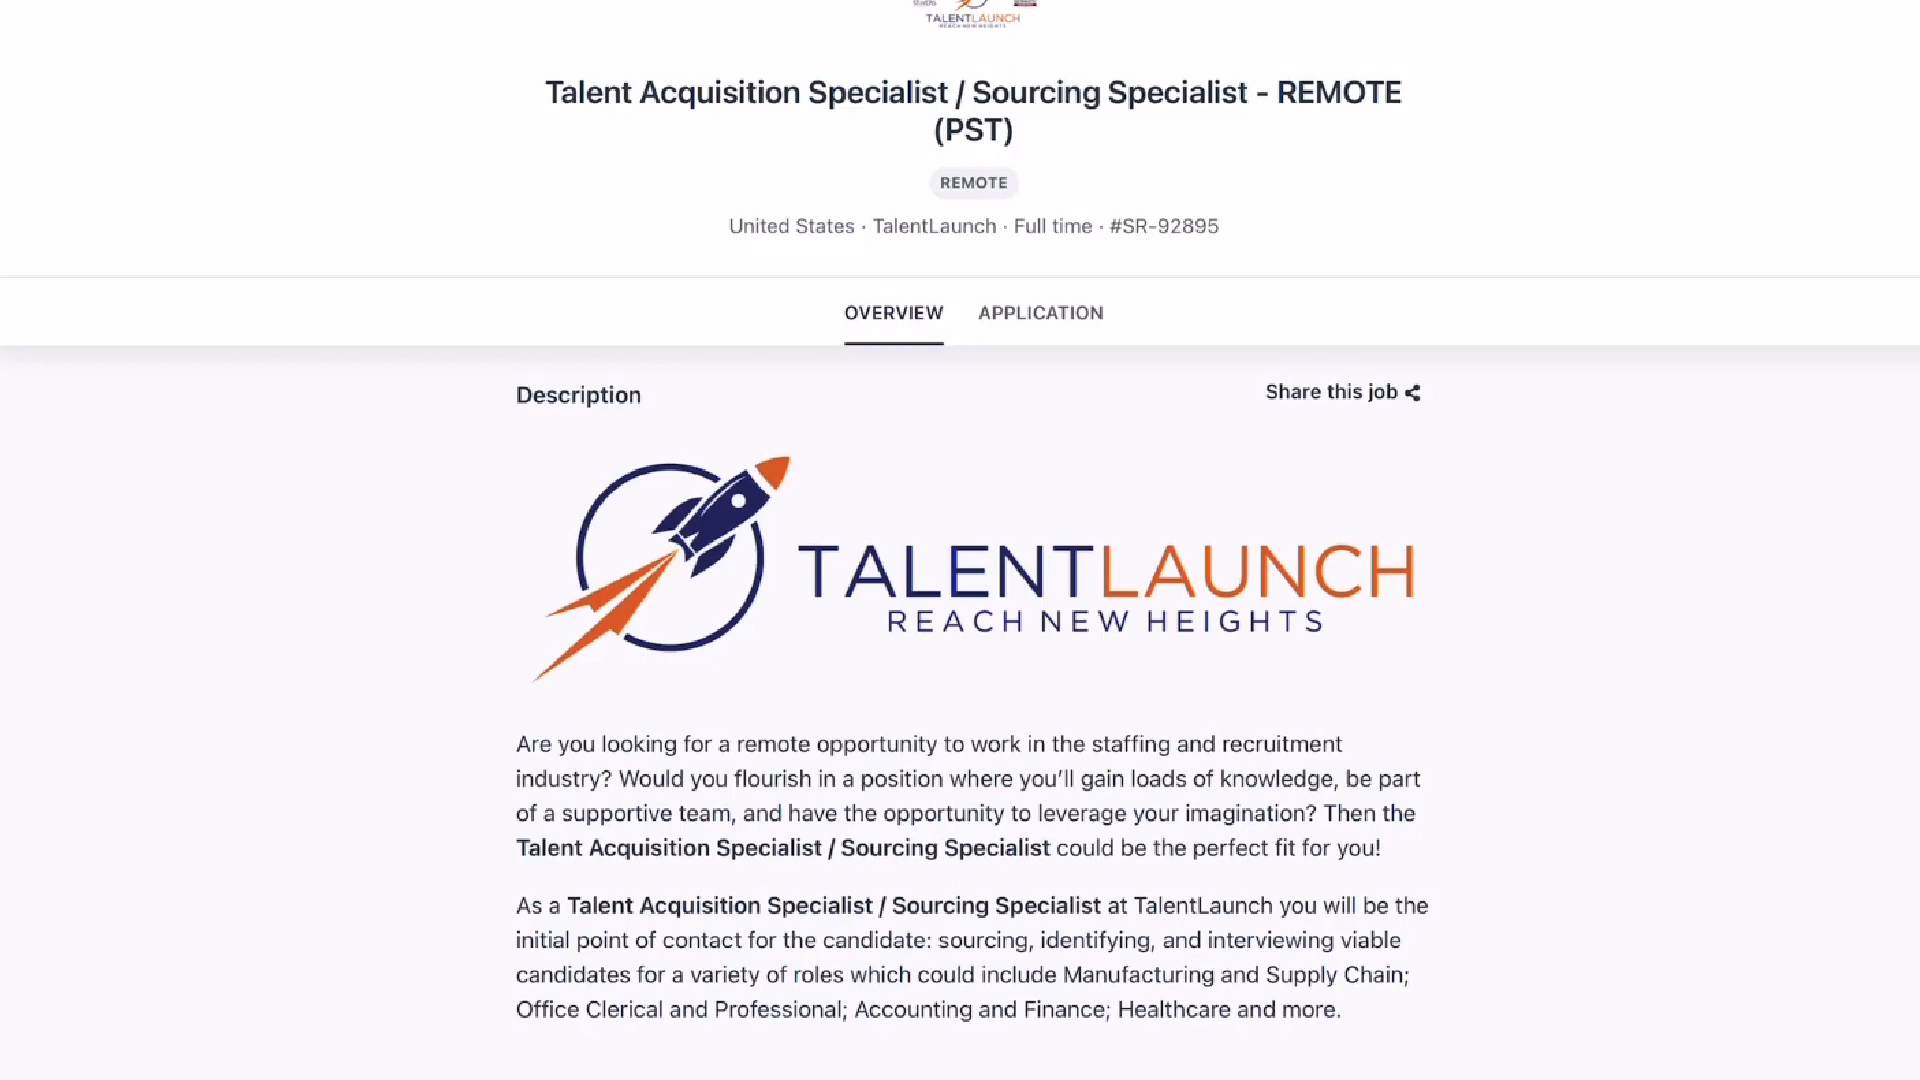 TALENTLAUNCH
REACH NEW HEIGHTS
Talent Acquisition Specialist / Sourcing Specialist - REMOTE
(PST)
REMOTE
United States · TalentLaunch · Full time · #SR-92895
OVERVIEW APPLICATION
Description Share this job
TALENTLAUNCH
REACH NEW HEIGHTS
Are you looking for a remote opportunity to work in the staffing and recruitment
industry? Would you flourish in a position where you'll gain loads of knowledge, be part
of a supportive team, and have the opportunity to leverage your imagination? Then the
Talent Acquisition Specialist / Sourcing Specialist could be the perfect fit for you!
As a Talent Acquisition Specialist / Sourcing Specialist at TalentLaunch you will be the
initial point of contact for the candidate: sourcing, identifying, and interviewing viable
candidates for a variety of roles which could include Manufacturing and Supply Chain;
Office Clerical and Professional; Accounting and Finance; Healthcare and more.